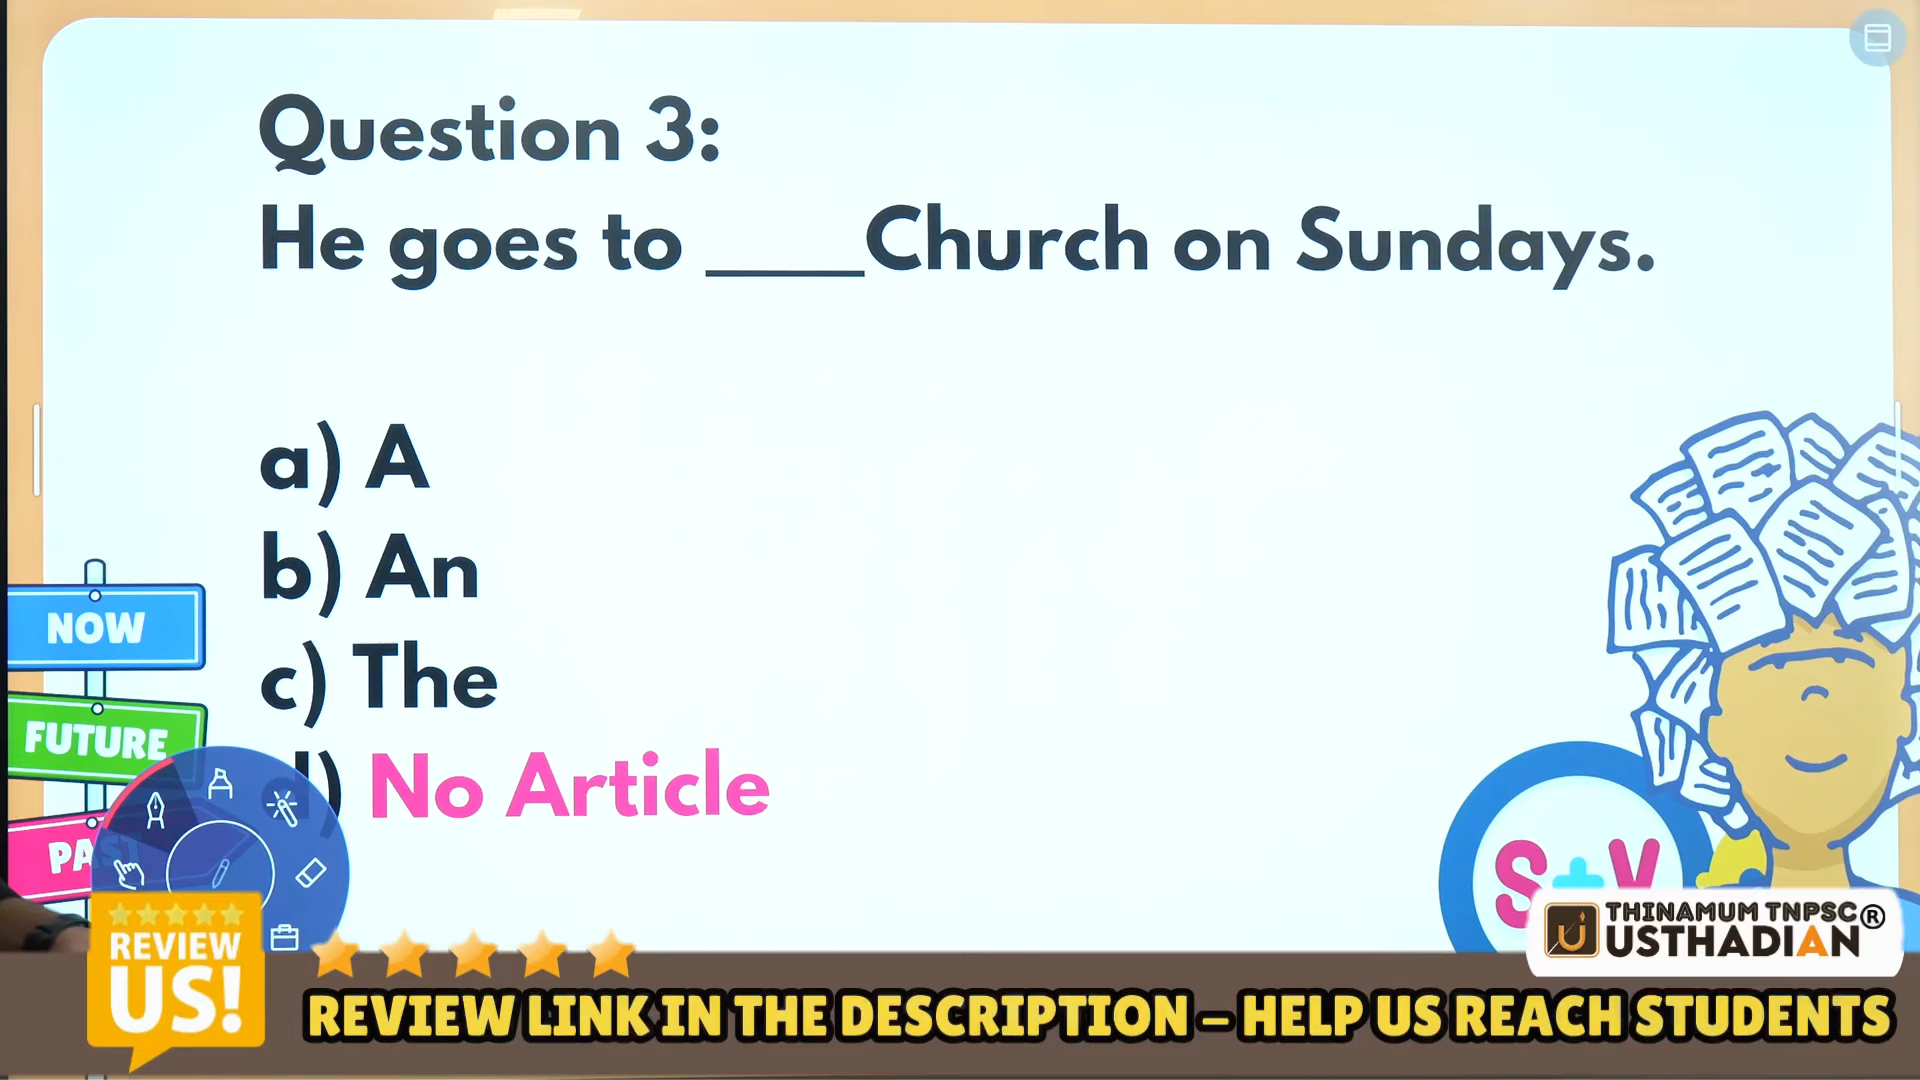 Question 3:
He goes to ____Church on Sundays.
a) A
b) An
c) The
d) No Article
NOW
FUTURE
PAST
S+V
THINAMUM TNPSC®
USTHADIAN
REVIEW
US!
REVIEW LINK IN THE DESCRIPTION – HELP US REACH STUDENTS